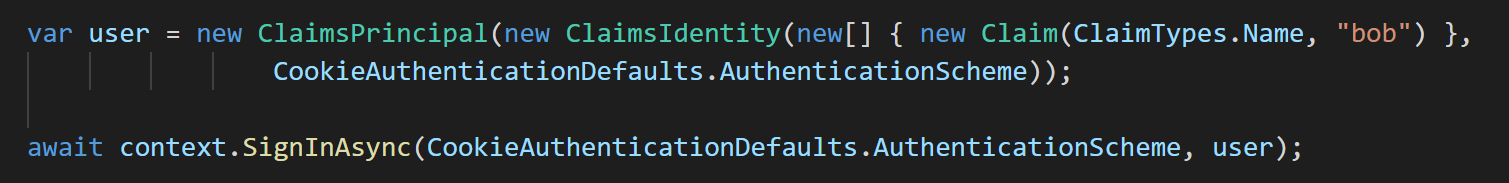 var user = new ClaimsPrincipal(new ClaimsIdentity(new[] { new Claim(ClaimTypes.Name, "bob") },
CookieAuthenticationDefaults.AuthenticationScheme));
await context.SignInAsync(CookieAuthenticationDefaults.AuthenticationScheme, user);